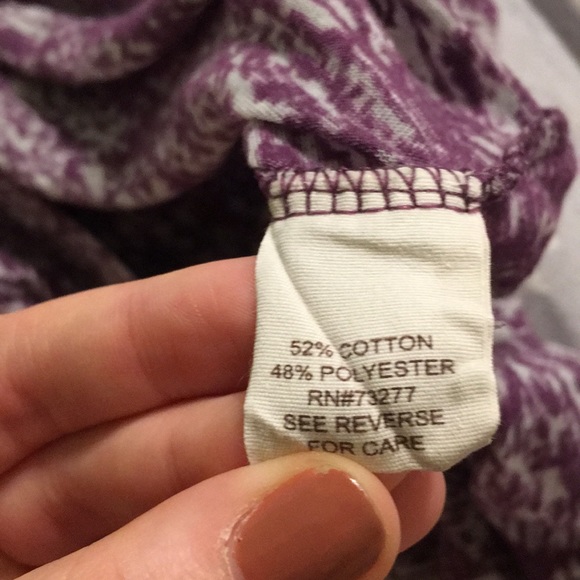 52% COTTON
48% POLYESTER
RN#73277
SEE REVERSE
FOR CARE